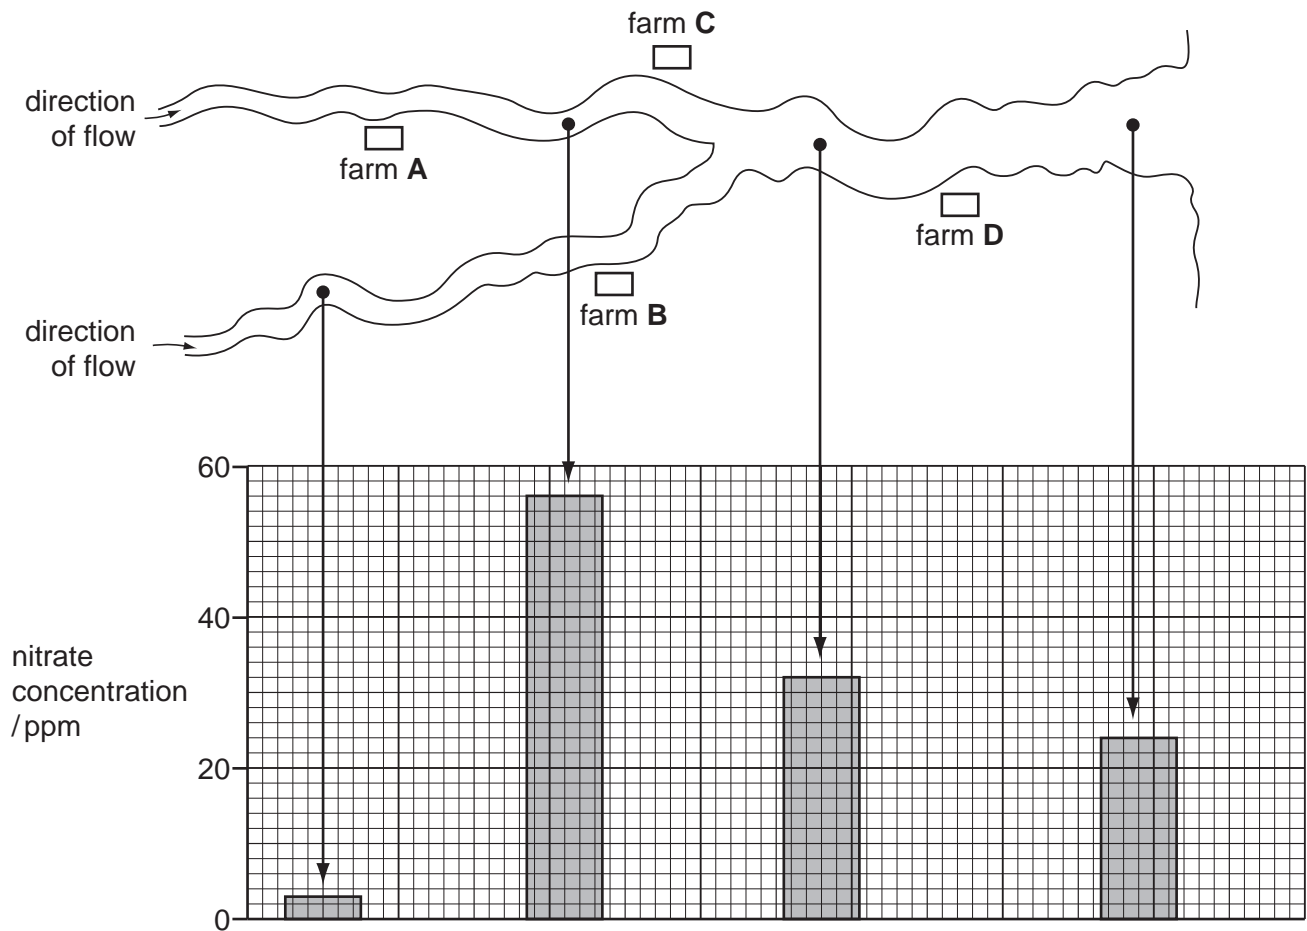 farm C
direction
of flow
farm A
farm D
farm B
direction
of flow
60
40
nitrate
concentration
/ ppm
20
0